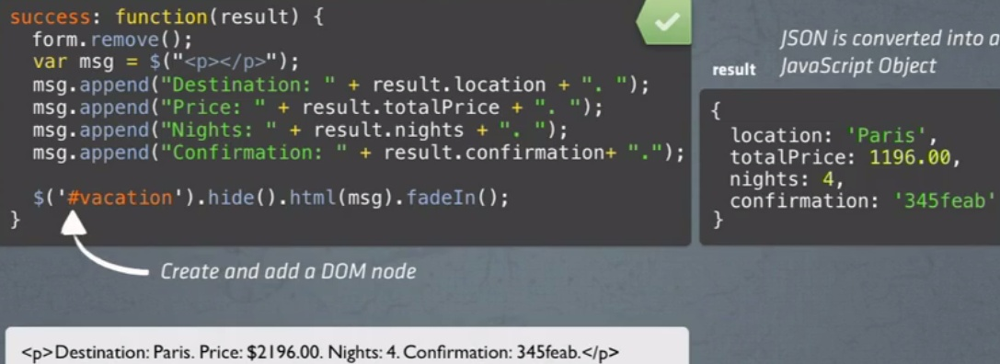 success: function(result) {
form.remove();
var msg = $("<p></p>");
msg.append("Destination: " + result.location + ". ");
msg.append("Price: " + result.totalPrice + ". ");
msg.append("Nights: " + result.nights + ". ");
msg.append("Confirmation: " + result.confirmation+ ".");
$('#vacation').hide().html(msg).fadeIn();
}
Create and add a DOM node
JSON is converted into a
result JavaScript Object
{
location: 'Paris',
totalPrice: 1196.00,
nights: 4,
confirmation: '345feab'
}
<p>Destination: Paris. Price: $2196.00. Nights: 4. Confirmation: 345feab.</p>